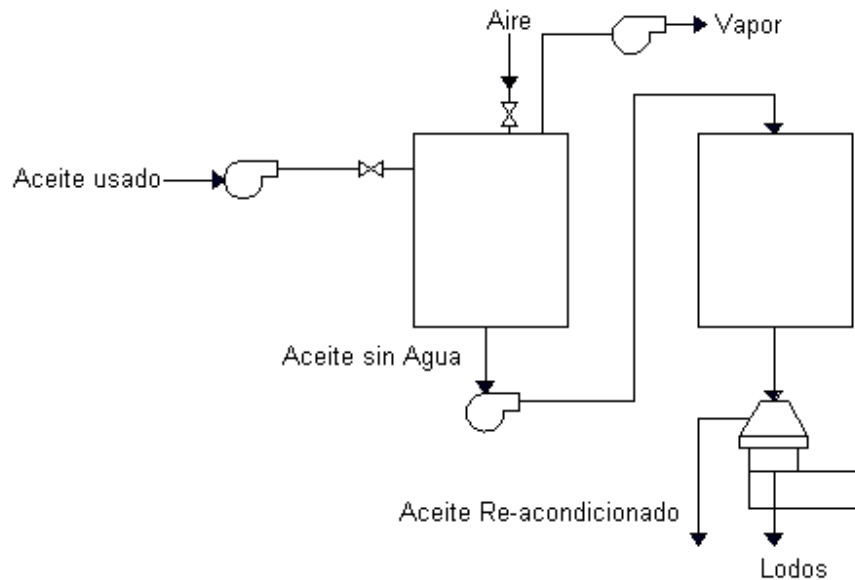 Aire
Vapor
Aceite usado
Aceite sin Agua
Aceite Re-acondicionado
Lodos